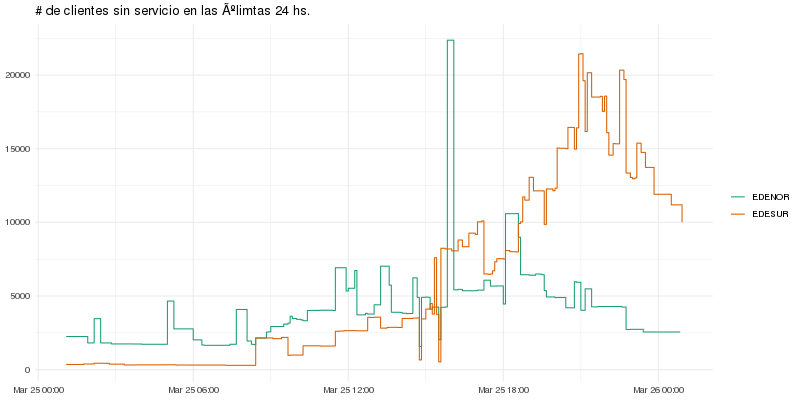 # de clientes sin servicio en las Ãºlimtas 24 hs.
20000
15000
10000
5000
0
Mar 25 00:00 Mar 25 06:00 Mar 25 12:00 Mar 25 18:00 Mar 26 00:00
EDENOR
EDESUR